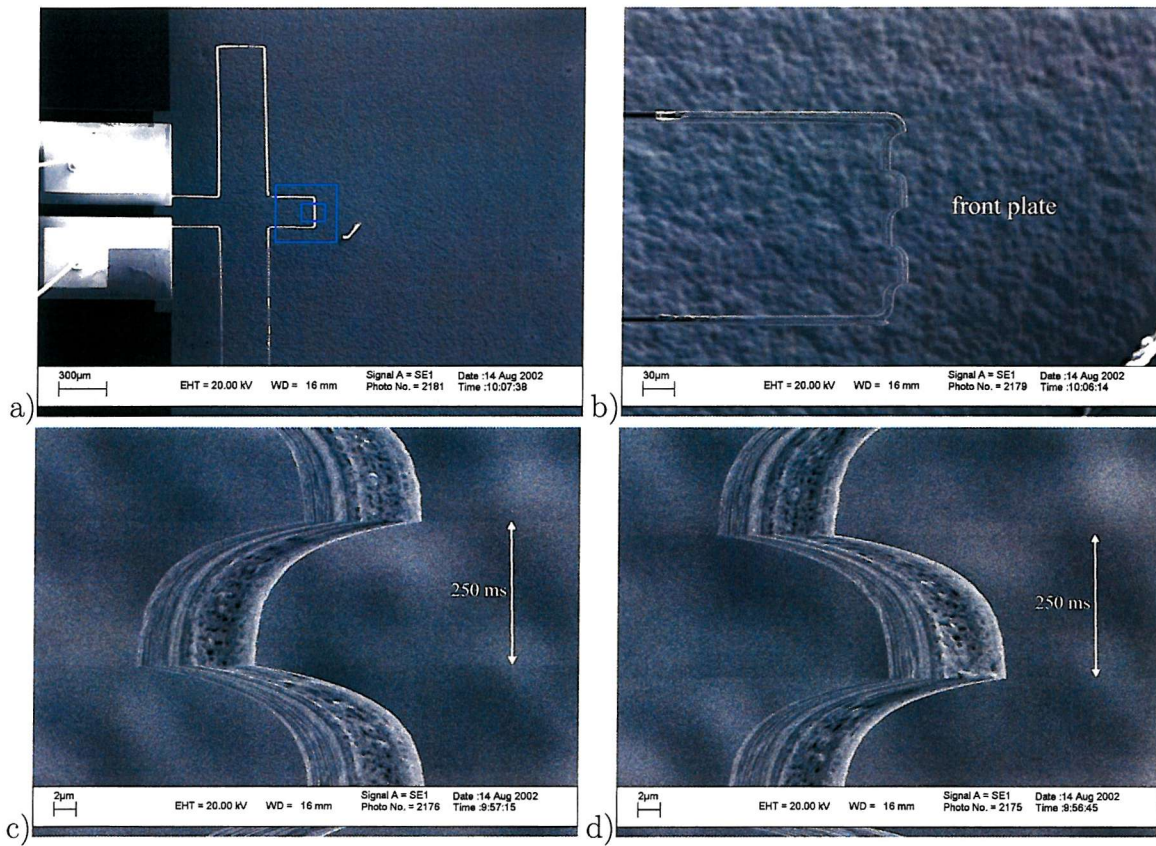 300µm
EHT = 20.00 kV WD = 16 mm
Signal A = SE1 Date :14 Aug 2002
Photo No. = 2181 Time :10:07:38
a)
front plate
30µm
EHT = 20.00 kV WD = 16 mm
Signal A = SE1 Date :14 Aug 2002
Photo No. = 2179 Time :10:06:14
b)
250 ms
2µm
EHT = 20.00 kV WD = 16 mm
Signal A = SE1 Date :14 Aug 2002
Photo No. = 2176 Time :9:57:15
c)
250 ms
2µm
EHT = 20.00 kV WD = 16 mm
Signal A = SE1 Date :14 Aug 2002
Photo No. = 2175 Time :9:56:45
d)